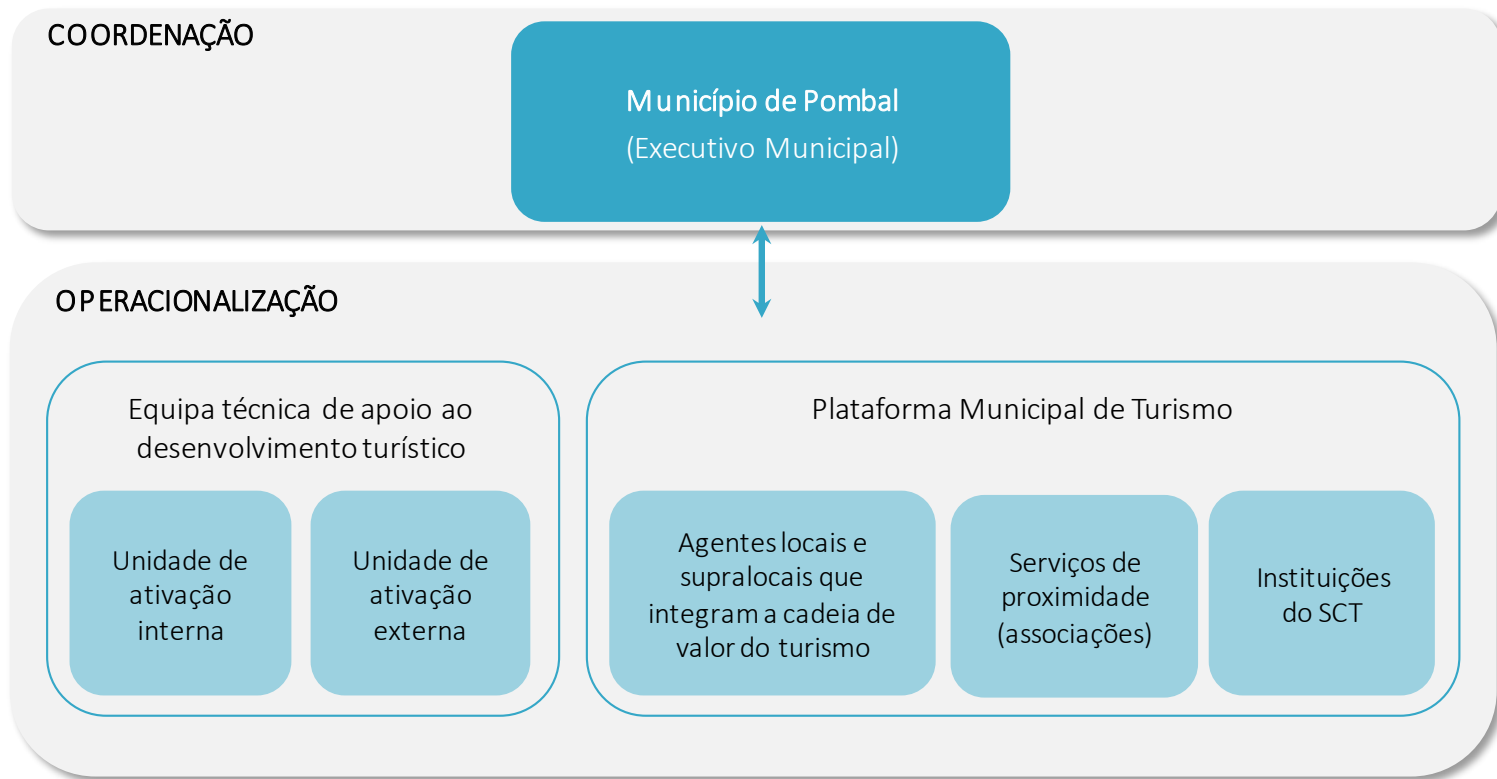 COORDENAÇÃO
Município de Pombal
(Executivo Municipal)
OPERACIONALIZAÇÃO
Equipa técnica de apoio ao
desenvolvimento turístico
Unidade de
ativação
interna
Unidade de
ativação
externa
Plataforma Municipal de Turismo
Agentes locais e
supralocais que
integram a cadeia de
valor do turismo
Serviços de
proximidade
(associações)
Instituições
do SCT